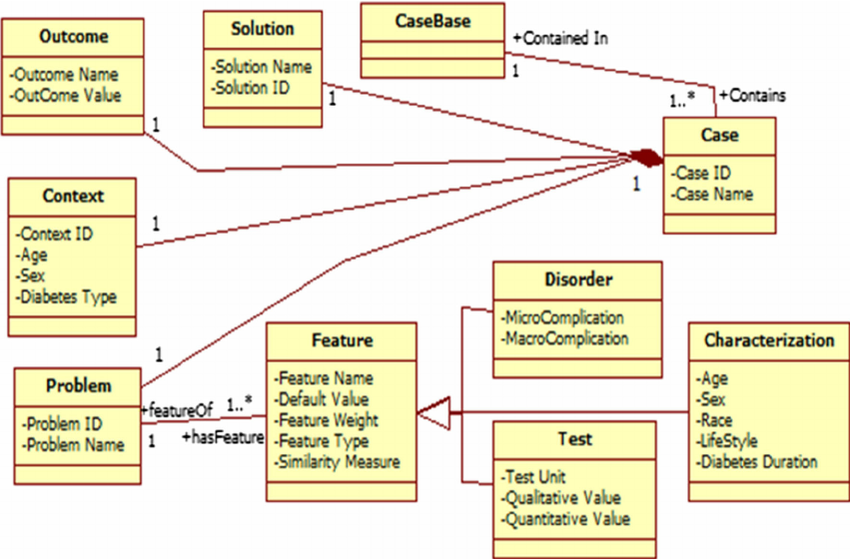 Outcome
-Outcome Name
-OutCome Value
1
Solution
-Solution Name
-Solution ID
1
CaseBase
+Contained In
1
1..*
+Contains
Case
-Case ID
-Case Name
1
Context
-Context ID
-Age
-Sex
-Diabetes Type
1
Problem
-Problem ID
-Problem Name
1
+featureOf
1..*
1
+hasFeature
Feature
-Feature Name
-Default Value
-Feature Weight
-Feature Type
-Similarity Measure
Disorder
-MicroComplication
-MacroComplication
Test
-Test Unit
-Qualitative Value
-Quantitative Value
Characterization
-Age
-Sex
-Race
-LifeStyle
-Diabetes Duration